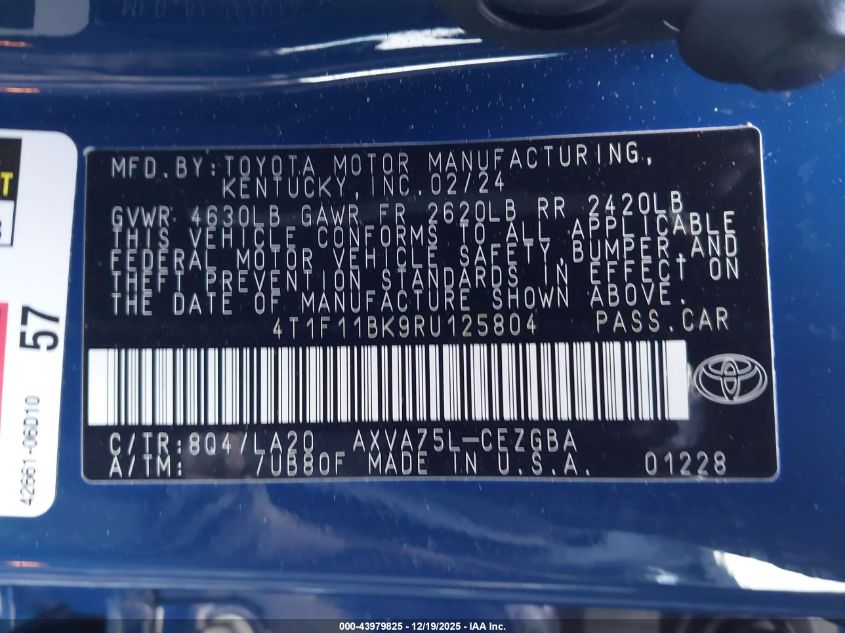 MFD.BY:TOYOTA MOTOR MANUFACTURING,
KENTUCKY, INC. 02/24
GVWR 4630LB GAWR FR 2620LB RR 2420LB
THIS VEHICLE CONFORMS TO ALL APPLICABLE
FEDERAL MOTOR VEHICLE SAFETY, BUMPER, AND
THEFT PREVENTION STANDARDS IN EFFECT ON
THE DATE OF MANUFACTURE SHOWN ABOVE.
4T1F11BK9RU125804 PASS.CAR
C/TR:8Q4/LA20 AXVA75L-CEZGBA
A/TM: /UB80F MADE IN U.S.A. 01228
57
42661-06D10
000-43979825 - 12/19/2025 - IAA Inc.